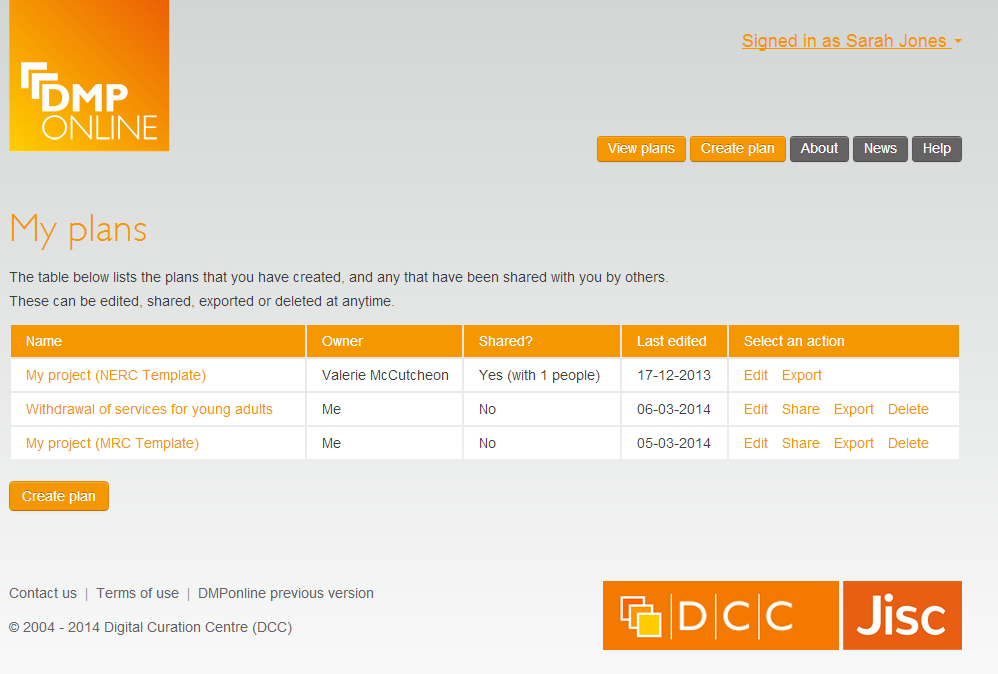 Signed in as Sarah Jones
DMP
ONLINE
View plans Create plan About News Help
My plans
The table below lists the plans that you have created, and any that have been shared with you by others.
These can be edited, shared, exported or deleted at anytime.
Name Owner Shared? Last edited Select an action
My project (NERC Template) Valerie McCutcheon Yes (with 1 people) 17-12-2013 Edit Export
Withdrawal of services for young adults Me No 06-03-2014 Edit Share Export Delete
My project (MRC Template) Me No 05-03-2014 Edit Share Export Delete
Create plan
Contact us | Terms of use | DMPonline previous version
© 2004 - 2014 Digital Curation Centre (DCC)
D|C|C Jisc